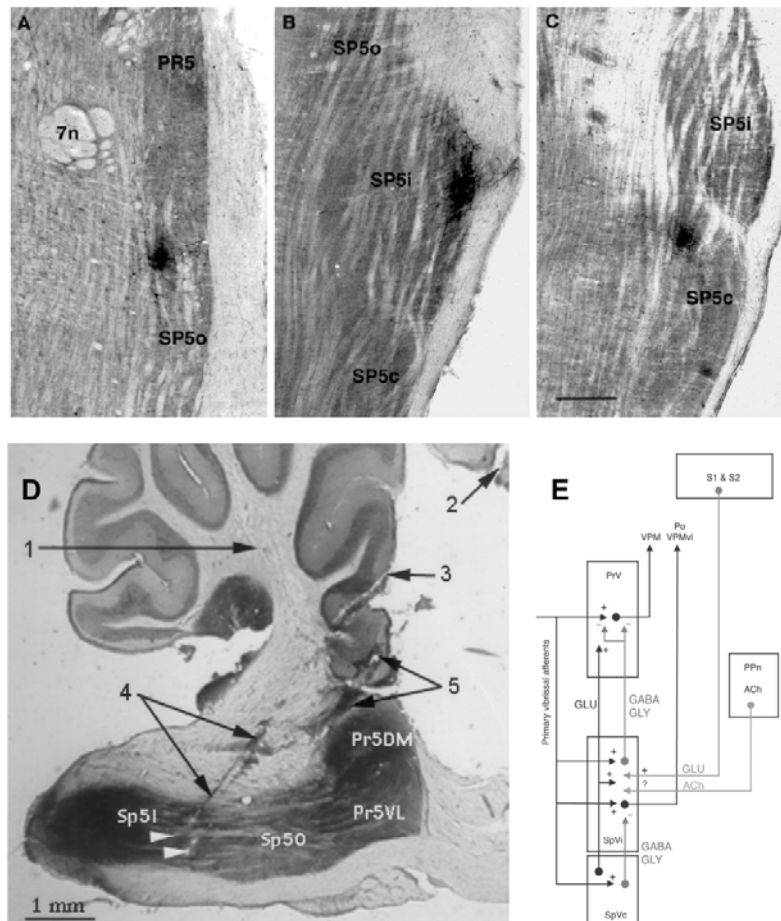 A
PR5
7n
SP5o
B
SP5o
SP5i
SP5c
C
SP5i
SP5c
D
1
2
3
4
5
Pr5DM
Pr5VL
Sp5I
Sp5O
1 mm
E
S1 & S2
Po
VPM VPMvl
PrV
+
- -
+
PPn
ACh
Primary vibrissal afferents
GLU
GABA
GLY
+
+
GLU
+
?
ACh
+
+
-
SpVi
GABA
GLY
+
SpVc